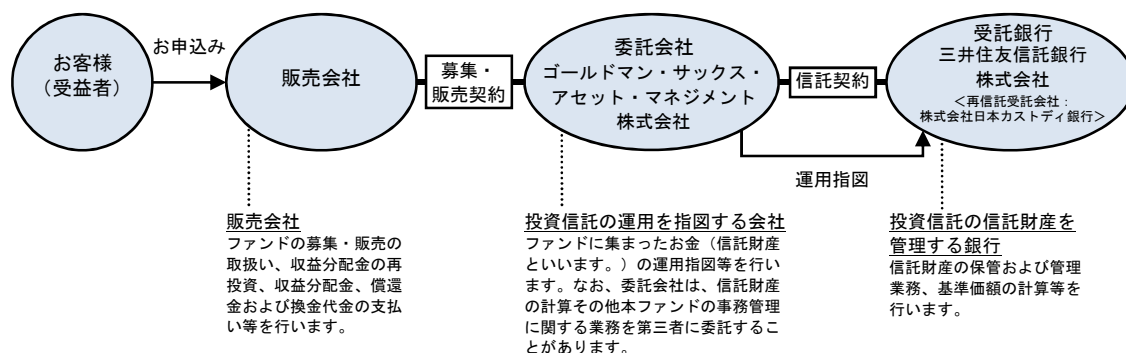 お客様
（受益者）
お申込み
販売会社
募集・
販売契約
委託会社
ゴールドマン・サックス・
アセット・マネジメント
株式会社
信託契約
受託銀行
三井住友信託銀行
株式会社
＜再信託受託会社：
株式会社日本カストディ銀行＞
運用指図
販売会社
ファンドの募集・販売の
取扱い、収益分配金の再
投資、収益分配金、償還
金および換金代金の支払
い等を行います。
投資信託の運用を指図する会社
ファンドに集まったお金（信託財産
といいます。）の運用指図等を行い
ます。なお、委託会社は、信託財産
の計算その他本ファンドの事務管理
に関する業務を第三者に委託するこ
とがあります。
投資信託の信託財産を
管理する銀行
信託財産の保管および管理
業務、基準価額の計算等を
行います。